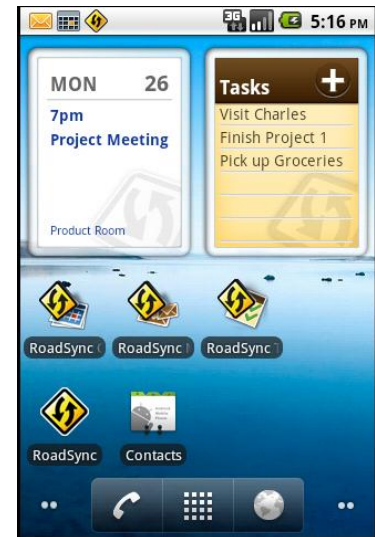 3G 5:16 PM
MON 26
7pm
Project Meeting
Product Room
Tasks
Visit Charles
Finish Project 1
Pick up Groceries
RoadSync
RoadSync
RoadSync
RoadSync
Contacts